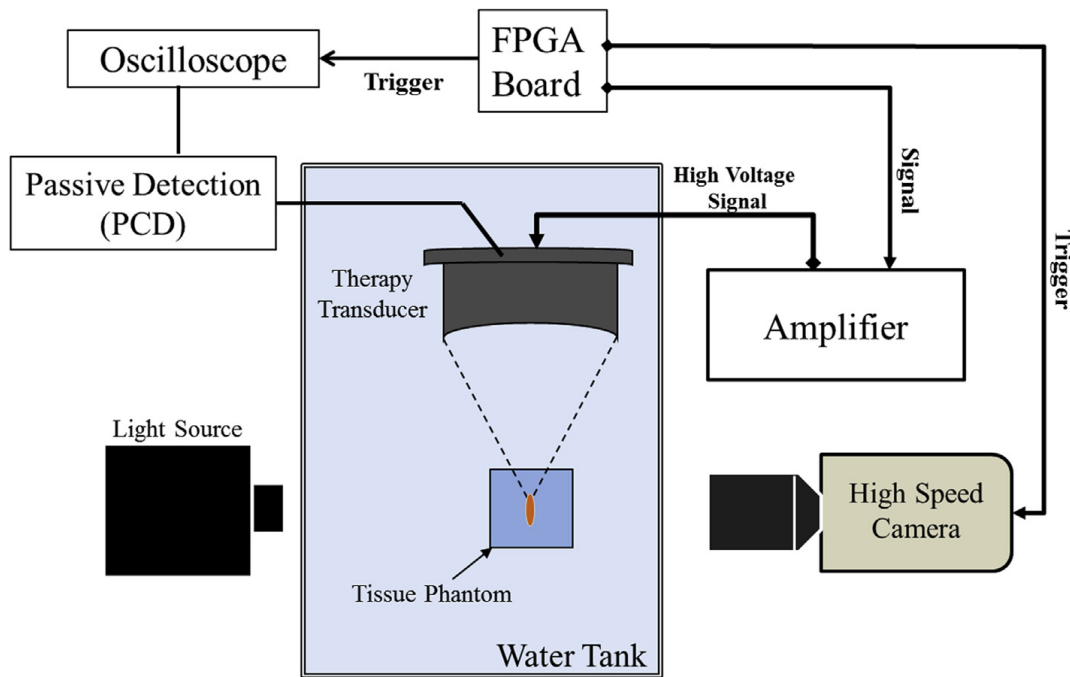 Oscilloscope
Trigger
FPGA
Board
Passive Detection
(PCD)
High Voltage
Signal
Signal
Trigger
Therapy
Transducer
Amplifier
Light Source
High Speed
Camera
Tissue Phantom
Water Tank